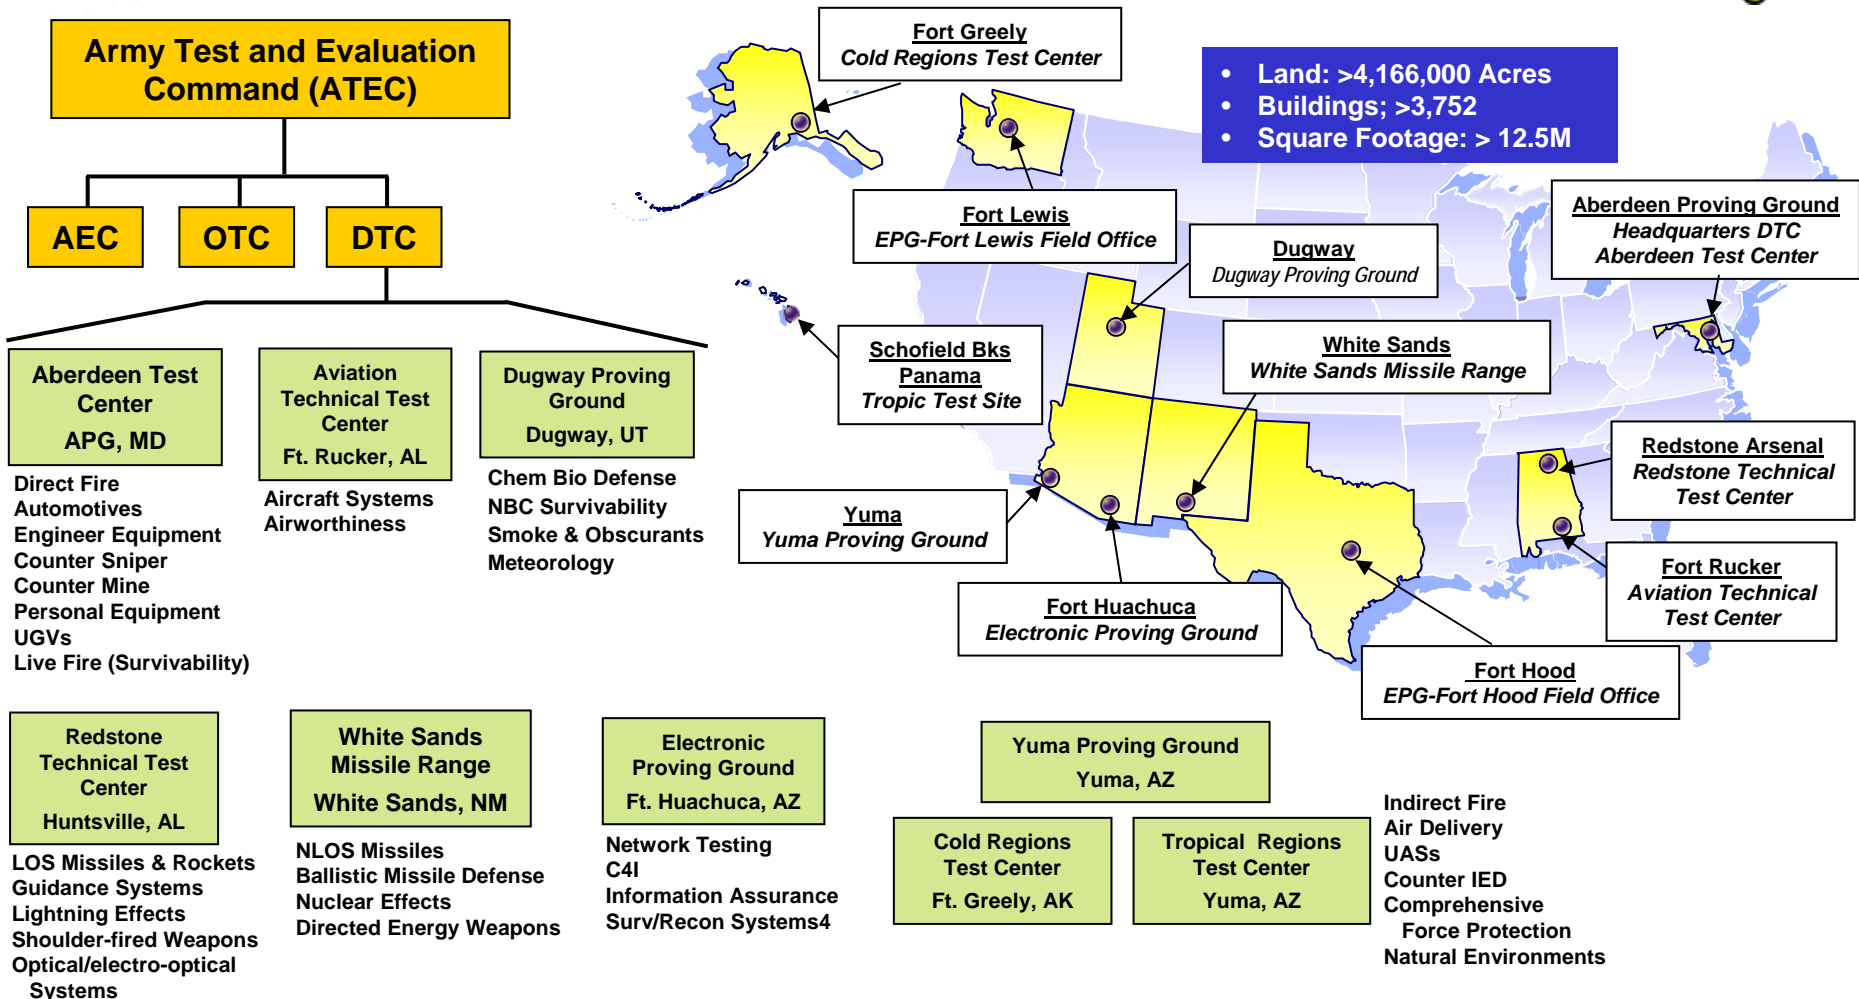 Army Test and Evaluation
Command (ATEC)
AEC
OTC
DTC
Fort Greely
Cold Regions Test Center
• Land: >4,166,000 Acres
• Buildings; >3,752
• Square Footage: > 12.5M
Fort Lewis
EPG-Fort Lewis Field Office
Dugway
Dugway Proving Ground
Aberdeen Proving Ground
Headquarters DTC
Aberdeen Test Center
Schofield Bks
Panama
Tropic Test Site
White Sands
White Sands Missile Range
Redstone Arsenal
Redstone Technical
Test Center
Yuma
Yuma Proving Ground
Fort Huachuca
Electronic Proving Ground
Fort Rucker
Aviation Technical
Test Center
Fort Hood
EPG-Fort Hood Field Office
Aberdeen Test
Center
APG, MD
Direct Fire
Automotives
Engineer Equipment
Counter Sniper
Counter Mine
Personal Equipment
UGVs
Live Fire (Survivability)
Aviation
Technical Test
Center
Ft. Rucker, AL
Aircraft Systems
Airworthiness
Dugway Proving
Ground
Dugway, UT
Chem Bio Defense
NBC Survivability
Smoke & Obscurants
Meteorology
Redstone
Technical Test
Center
Huntsville, AL
LOS Missiles & Rockets
Guidance Systems
Lightning Effects
Shoulder-fired Weapons
Optical/electro-optical
Systems
White Sands
Missile Range
White Sands, NM
NLOS Missiles
Ballistic Missile Defense
Nuclear Effects
Directed Energy Weapons
Electronic
Proving Ground
Ft. Huachuca, AZ
Network Testing
C4I
Information Assurance
Surv/Recon Systems4
Yuma Proving Ground
Yuma, AZ
Cold Regions
Test Center
Ft. Greely, AK
Tropical Regions
Test Center
Yuma, AZ
Indirect Fire
Air Delivery
UASs
Counter IED
Comprehensive
Force Protection
Natural Environments